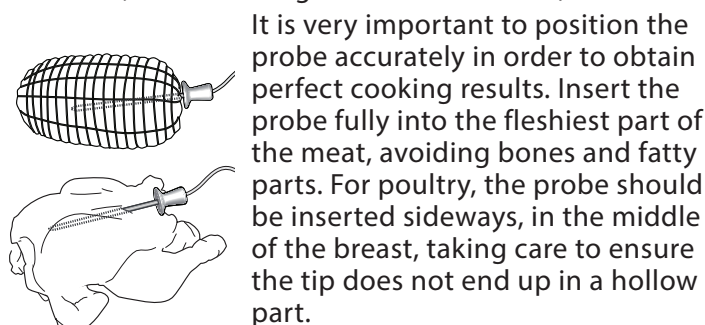 It is very important to position the
probe accurately in order to obtain
perfect cooking results. Insert the
probe fully into the fleshiest part of
the meat, avoiding bones and fatty
parts. For poultry, the probe should
be inserted sideways, in the middle
of the breast, taking care to ensure
the tip does not end up in a hollow
part.